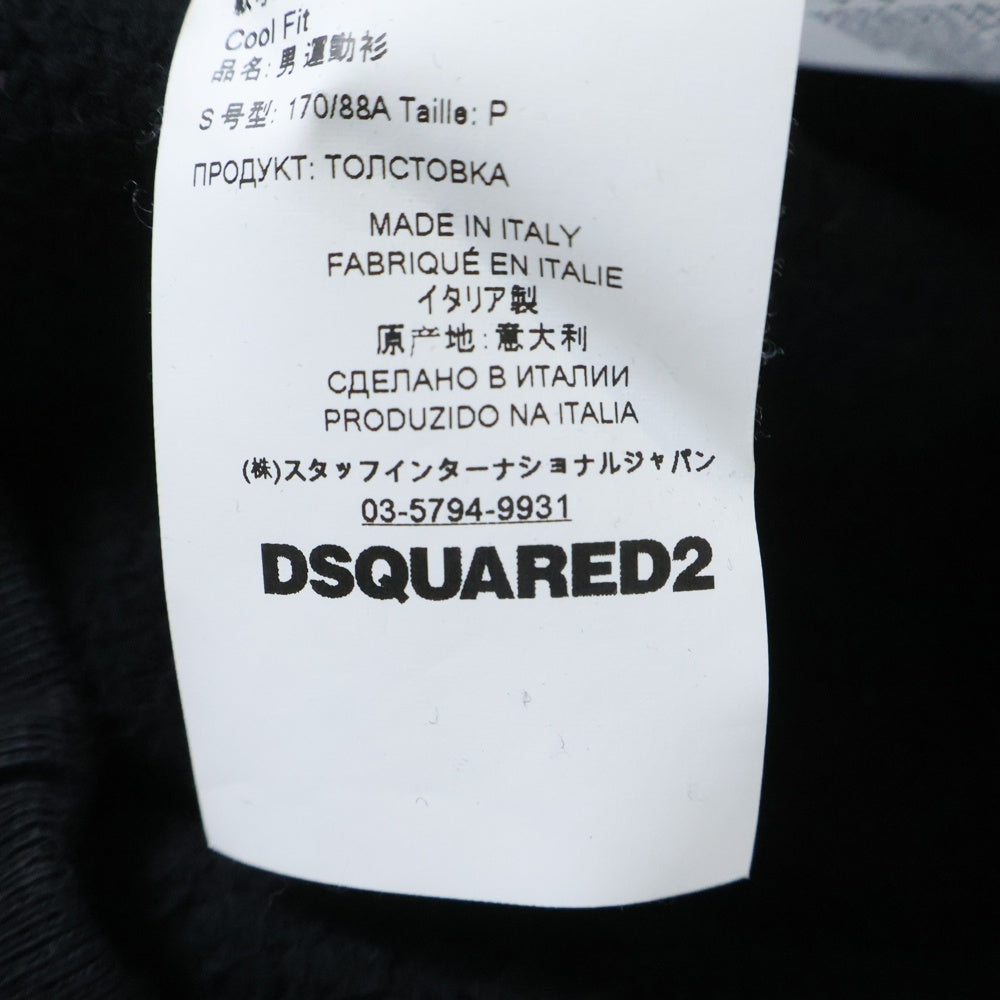 Cool Fit
品名: 男 運動衫
S 号型: 170/88A Taille: P
ПРОДУКТ: ТОЛСТОВКА
MADE IN ITALY
FABRIQUÉ EN ITALIE
イタリア製
原产地:意大利
СДЕЛАНО В ИТАЛИИ
PRODUZIDO NA ITALIA
(株)スタッフインターナショナルジャパン
03-5794-9931
DSQUARED2